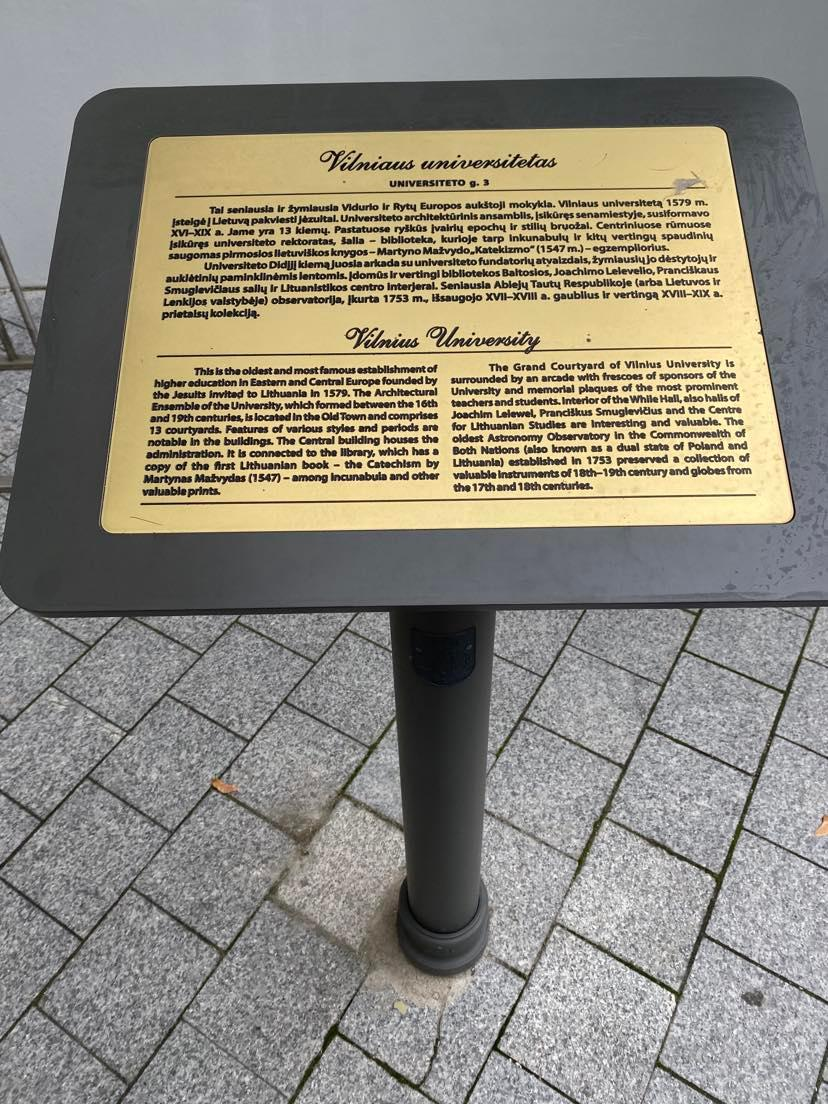 Vilniaus universitetas
UNIVERSITETO g. 3
Tai seniausia ir žymiausia Vidurio ir Rytų Europos aukštoji mokykla. Vilniaus universitetą 1579 m.
įsteigė į Lietuvą pakviesti jėzuitai. Universiteto architektūrinis ansamblis, įsikūręs senamiestyje, susiformavo
XVI–XIX a. Jame yra 13 kiemų. Pastatuose ryškūs įvairių epochų ir stilių bruožai. Centriniuose rūmuose
įsikūręs universiteto rektoratas, šalia – biblioteka, kurioje tarp inkunabulų ir kitų vertingų spaudinių
saugomas pirmosios lietuviškos knygos – Martyno Mažvydo „Katekizmo“ (1547 m.) – egzempliorius.
Universiteto Didįjį kiemą juosia arkada su universiteto fundatorių atvaizdais, žymiausių jo dėstytojų ir
auklėtinių paminklinėmis lentomis. Įdomūs ir vertingi bibliotekos Baltosios, Joachimo Lelevelio, Pranciškaus
Smuglevičiaus salių ir Lituanistikos centro interjerai. Seniausia Abiejų Tautų Respublikoje (arba Lietuvos ir
Lenkijos valstybėje) observatorija, įkurta 1753 m., išsaugojo XVII–XVIII a. gaublius ir vertingą XVIII–XIX a.
prietaisų kolekciją.
Vilnius University
This is the oldest and most famous establishment of
higher education in Eastern and Central Europe founded by
the Jesuits invited to Lithuania in 1579. The Architectural
Ensemble of the University, which formed between the 16th
and 19th centuries, is located in the Old Town and comprises
13 courtyards. Features of various styles and periods are
notable in the buildings. The Central building houses the
administration. It is connected to the library, which has a
copy of the first Lithuanian book – the Catechism by
Martynas Mažvydas (1547) – among incunabula and other
valuable prints.
The Grand Courtyard of Vilnius University is
surrounded by an arcade with frescoes of sponsors of the
University and memorial plaques of the most prominent
teachers and students. Interior of the While Hall, also halls of
Joachim Lelewel, Pranciškus Smuglevičius and the Centre
for Lithuanian Studies are interesting and valuable. The
oldest Astronomy Observatory in the Commonwealth of
Both Nations (also known as a dual state of Poland and
Lithuania) established in 1753 preserved a collection of
valuable instruments of 18th–19th century and globes from
the 17th and 18th centuries.